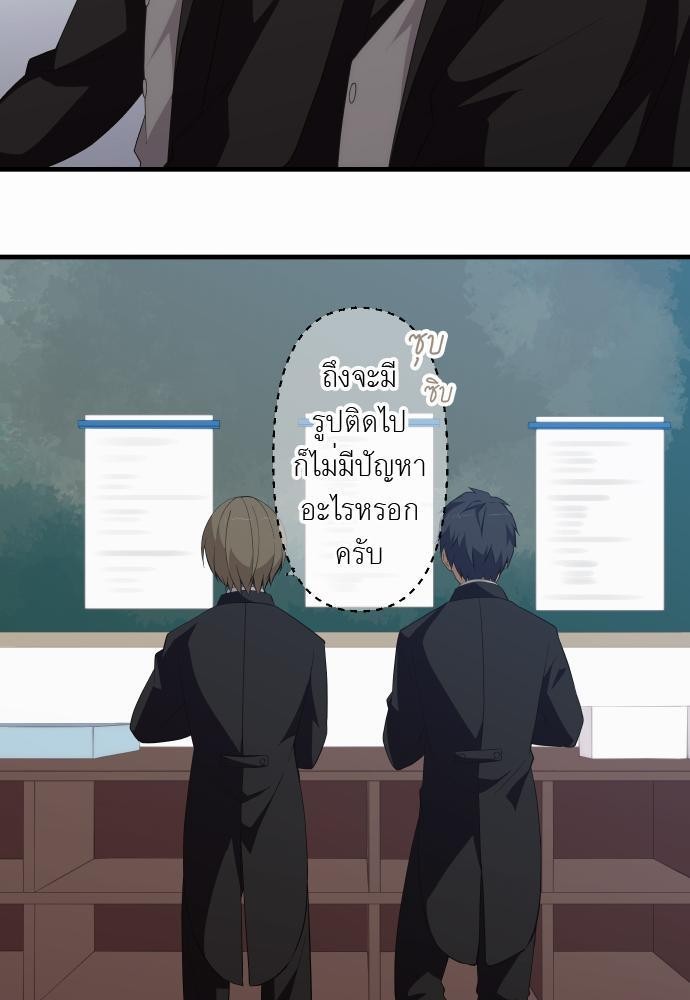 ซุบ
ซิบ
ถึงจะมี
รูปติดไป
ก็ไม่มีปัญหา
อะไรหรอก
ครับ